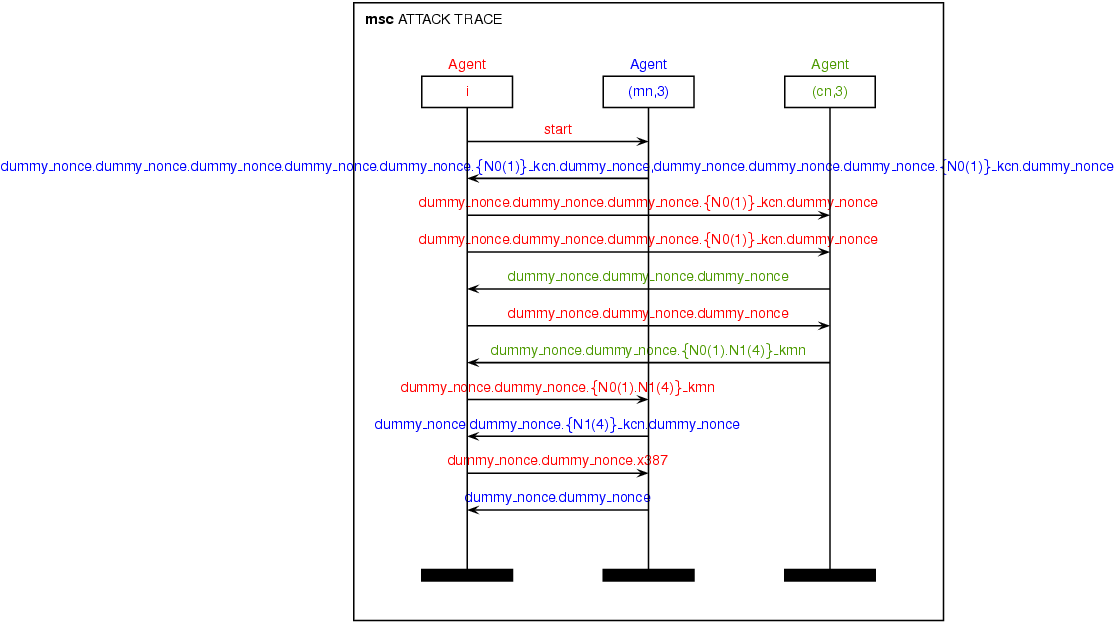 msc ATTACK TRACE
Agent Agent Agent
i (mn,3) (cn,3)
start
dummy_nonce.dummy_nonce.dummy_nonce.dummy_nonce.dummy_nonce.{N0(1)}_kcn.dummy_nonce,dummy_nonce.dummy_nonce.dummy_nonce.{N0(1)}_kcn.dummy_nonce
dummy_nonce.dummy_nonce.dummy_nonce.{N0(1)}_kcn.dummy_nonce
dummy_nonce.dummy_nonce.dummy_nonce.{N0(1)}_kcn.dummy_nonce
dummy_nonce.dummy_nonce.dummy_nonce
dummy_nonce.dummy_nonce.dummy_nonce
dummy_nonce.dummy_nonce.{N0(1).N1(4)}_kmn
dummy_nonce.dummy_nonce.{N0(1).N1(4)}_kmn
dummy_nonce.dummy_nonce.{N1(4)}_kcn.dummy_nonce
dummy_nonce.dummy_nonce.x387
dummy_nonce.dummy_nonce